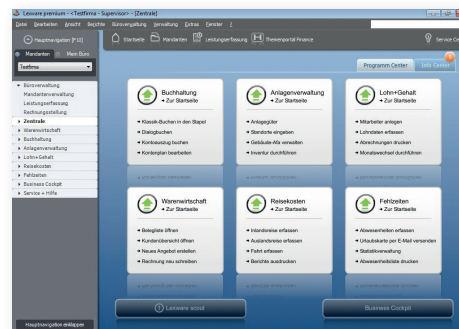 Lexware premium - <Testfirma - Supervisor> - [Zentrale]
Datei Bearbeiten Ansicht Berichte Büroverwaltung Verwaltung Extras Fenster ?
Hauptnavigation [F10]
Startseite Mandanten Leistungserfassung Themenportal Finance
Service Ce
Mandanten Mein Büro
Testfirma
Programm Center Info Center
Büroverwaltung
Mandantenverwaltung
Leistungserfassung
Rechnungsstellung
Zentrale
Warenwirtschaft
Buchhaltung
Anlagenverwaltung
Lohn+Gehalt
Reisekosten
Fehlzeiten
Business Cockpit
Service + Hilfe
Buchhaltung
Zur Startseite
Klassik-Buchen in den Stapel
Dialogbuchen
Kontoauszug buchen
Kontenplan bearbeiten
Anlagenverwaltung
Zur Startseite
Anlagegüter
Standorte eingeben
Gebäude-Afa verwalten
Inventur durchführen
Lohn+Gehalt
Zur Startseite
Mitarbeiter anlegen
Lohndaten erfassen
Abrechnungen drucken
Monatswechsel durchführen
Warenwirtschaft
Zur Startseite
Belegliste öffnen
Kundenübersicht öffnen
Neues Angebot erstellen
Rechnung neu schreiben
Reisekosten
Zur Startseite
Inlandsreise erfassen
Auslandsreise erfassen
Fahrt erfassen
Berichte ausdrucken
Fehlzeiten
Zur Startseite
Abwesenheiten erfassen
Urlaubskarte per E-Mail versenden
Statistikverwaltung
Abwesenheitsliste drucken
Lexware scout
Business Cockpit
Hauptnavigation einklappen